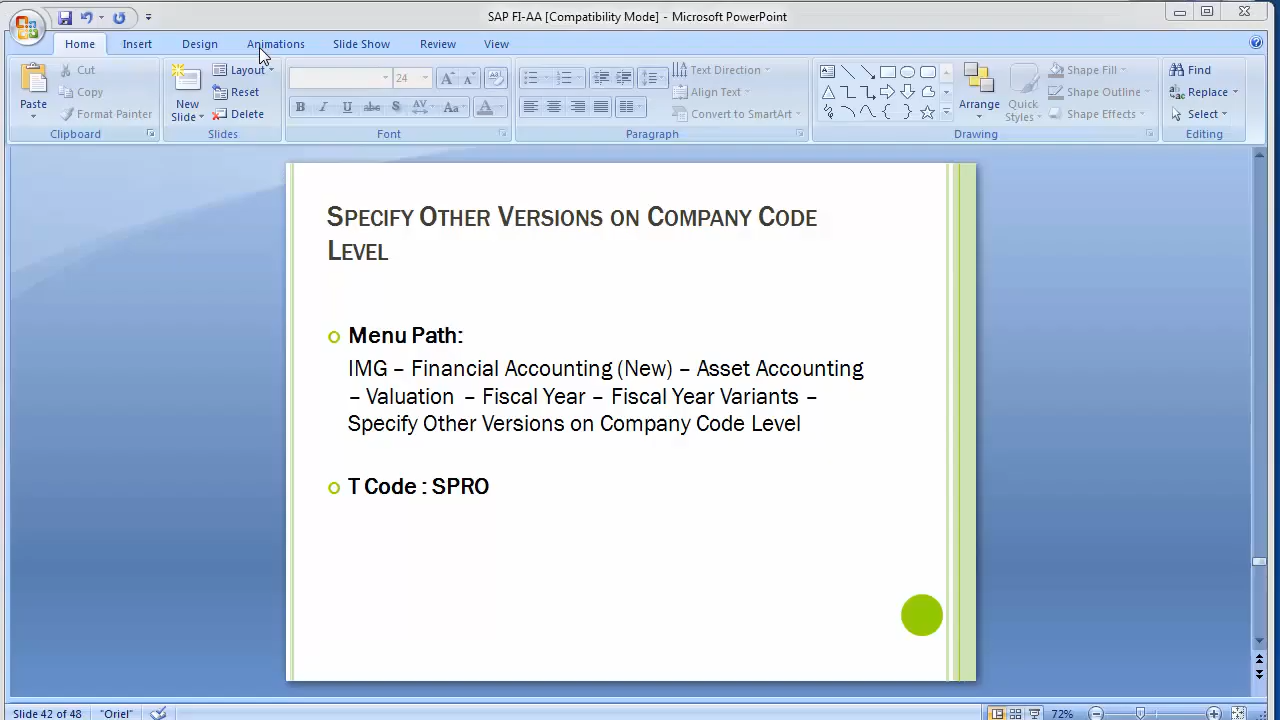 SAP FI-AA [Compatibility Mode] - Microsoft PowerPoint
Home Insert Design Animations Slide Show Review View
Paste
Cut
Copy
Format Painter
Clipboard
New
Slide
Layout
Reset
Delete
Slides
24
B I U abc S AV Aa A
Font
Text Direction
Align Text
Convert to SmartArt
Paragraph
Arrange
Quick
Styles
Shape Fill
Shape Outline
Shape Effects
Drawing
Find
Replace
Select
Editing
SPECIFY OTHER VERSIONS ON COMPANY CODE
LEVEL
Menu Path:
IMG – Financial Accounting (New) – Asset Accounting
– Valuation – Fiscal Year – Fiscal Year Variants –
Specify Other Versions on Company Code Level
T Code : SPRO
Slide 42 of 48 "Oriel" 72%